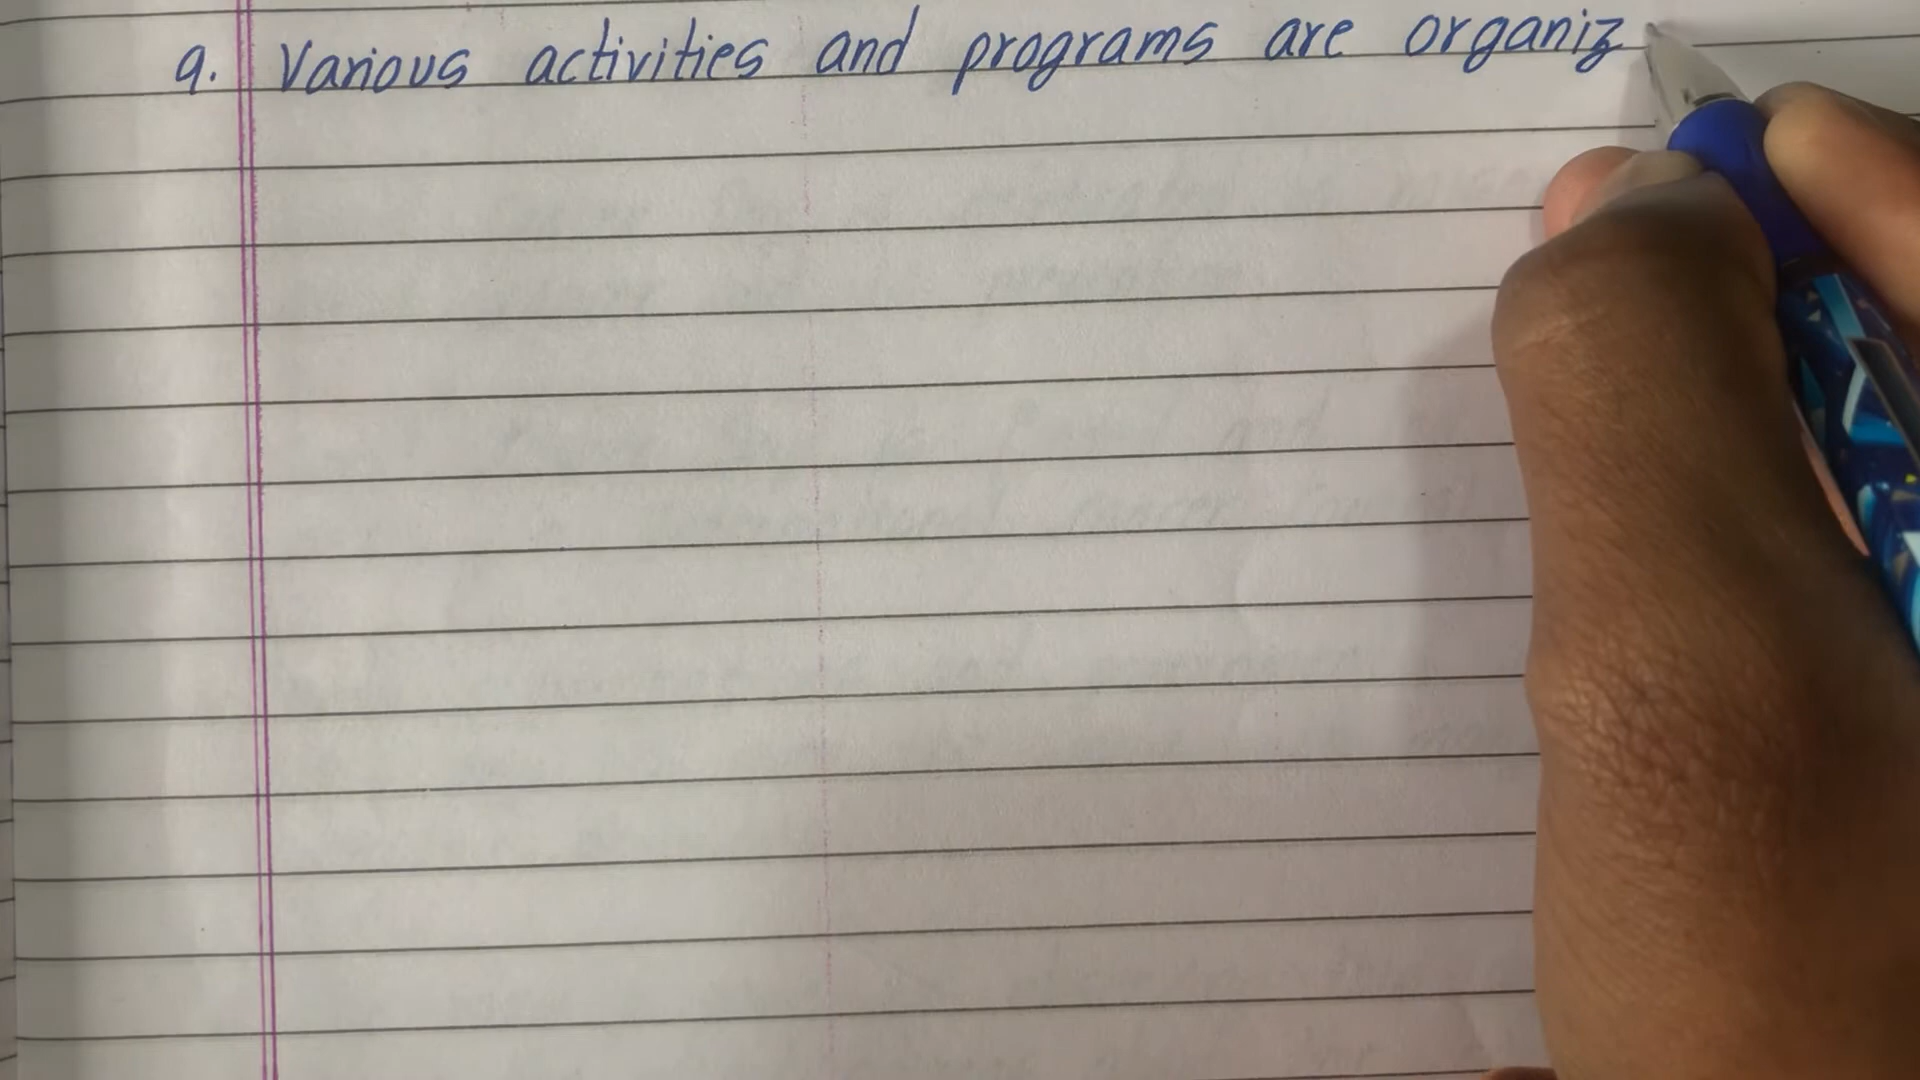 9. Various activities and programs are organiz